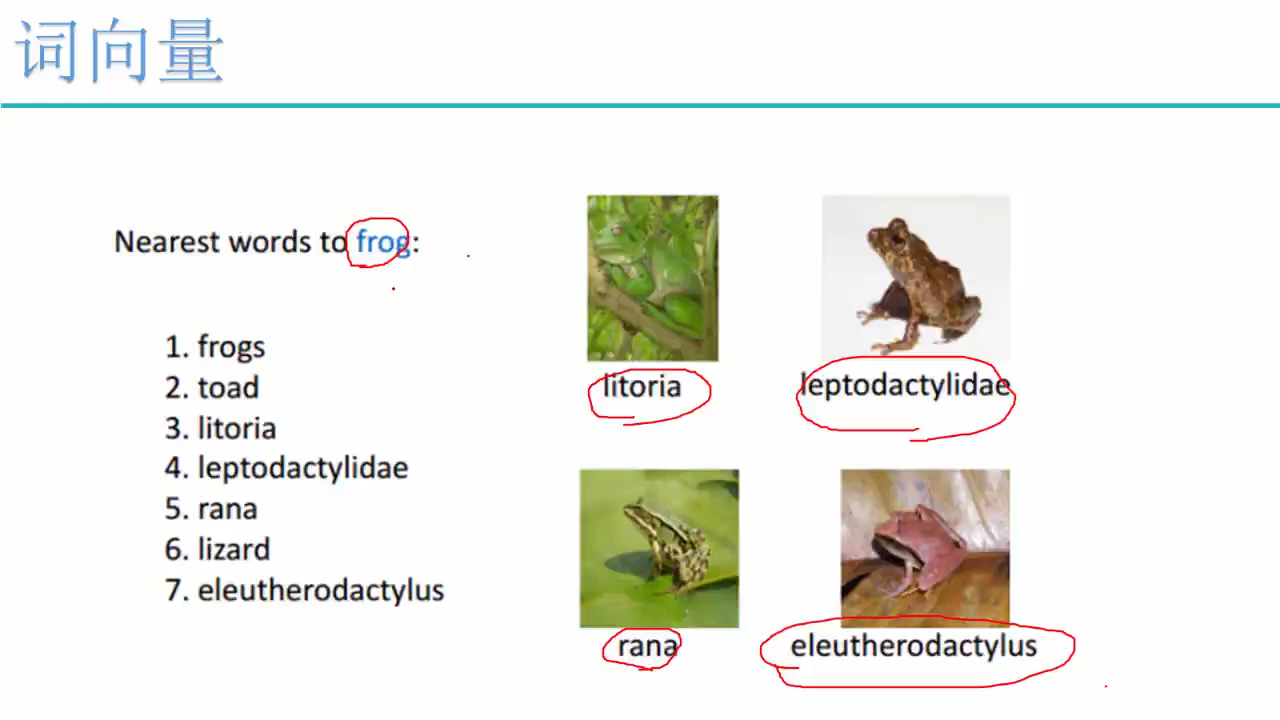 词向量
Nearest words to frog:
1. frogs
2. toad
3. litoria
4. leptodactylidae
5. rana
6. lizard
7. eleutherodactylus
litoria
leptodactylidae
rana
eleutherodactylus